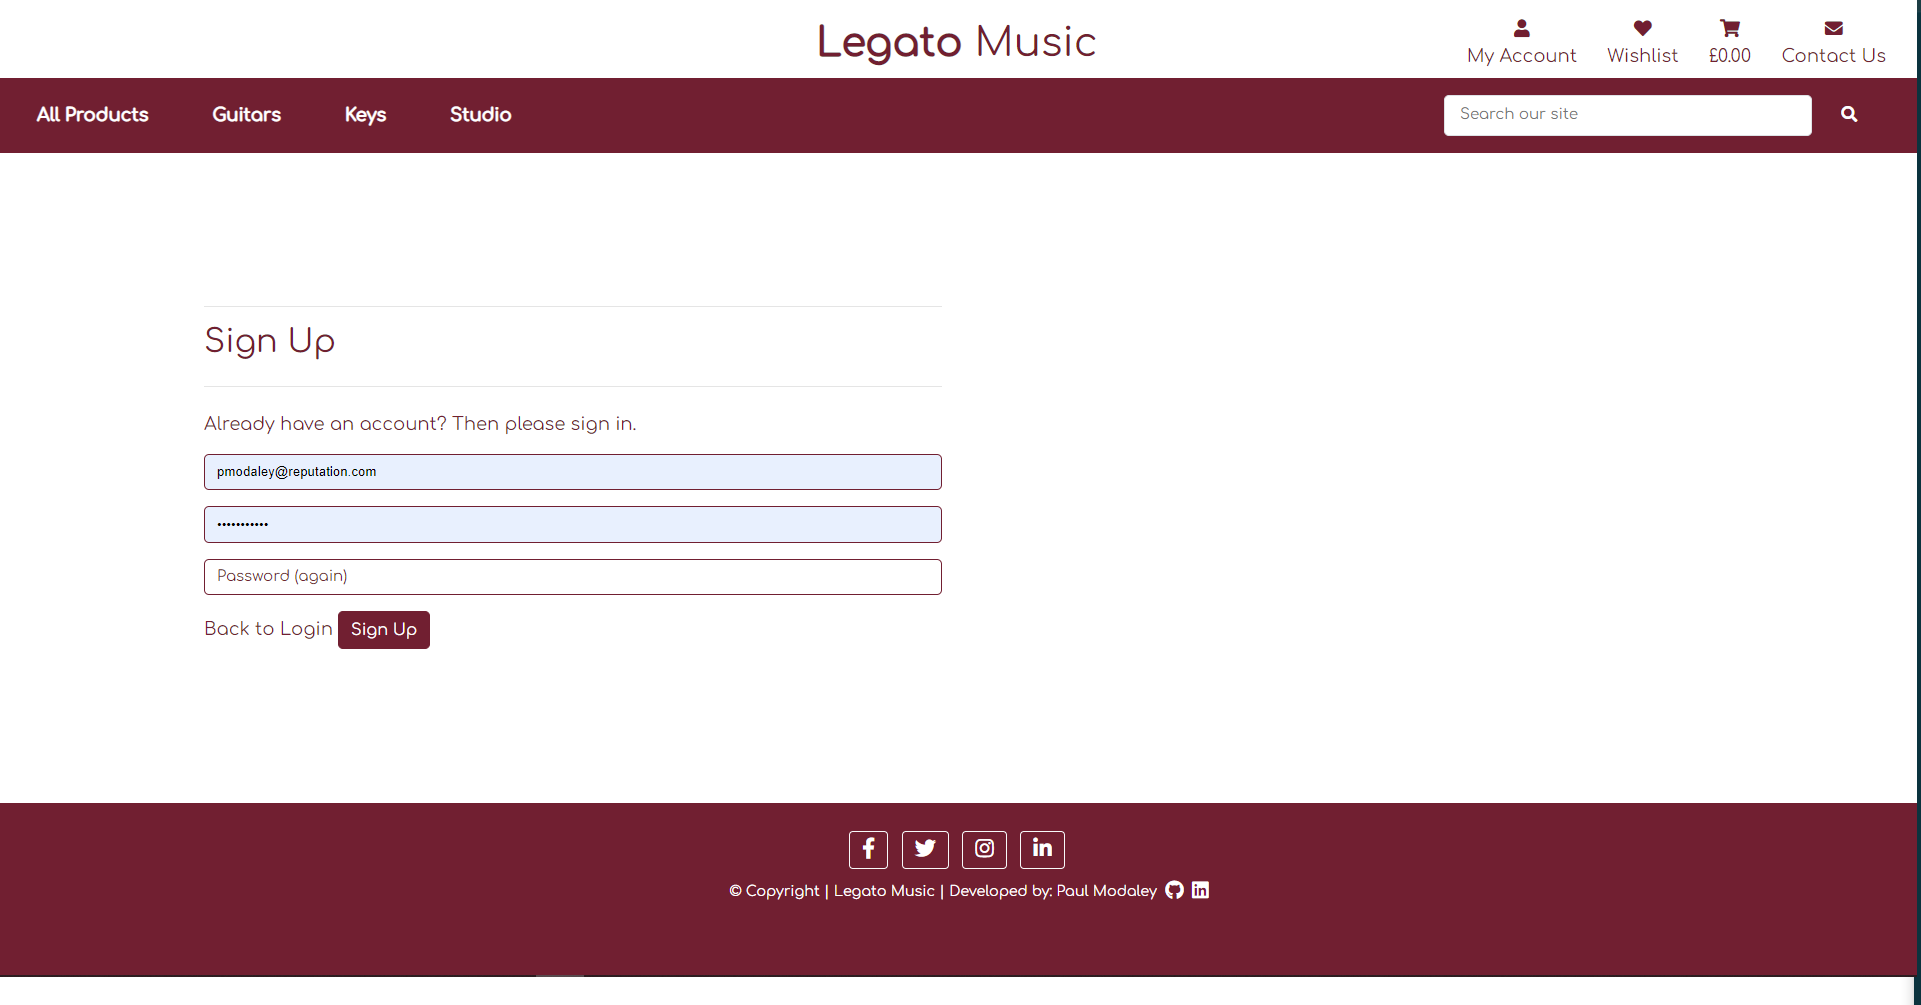 Legato Music
My Account
Wishlist
£0.00
Contact Us
All Products
Guitars
Keys
Studio
Search our site
Sign Up
Already have an account? Then please sign in.
pmodaley@reputation.com
•••••••••••
Password (again)
Back to Login
Sign Up
© Copyright | Legato Music | Developed by: Paul Modaley